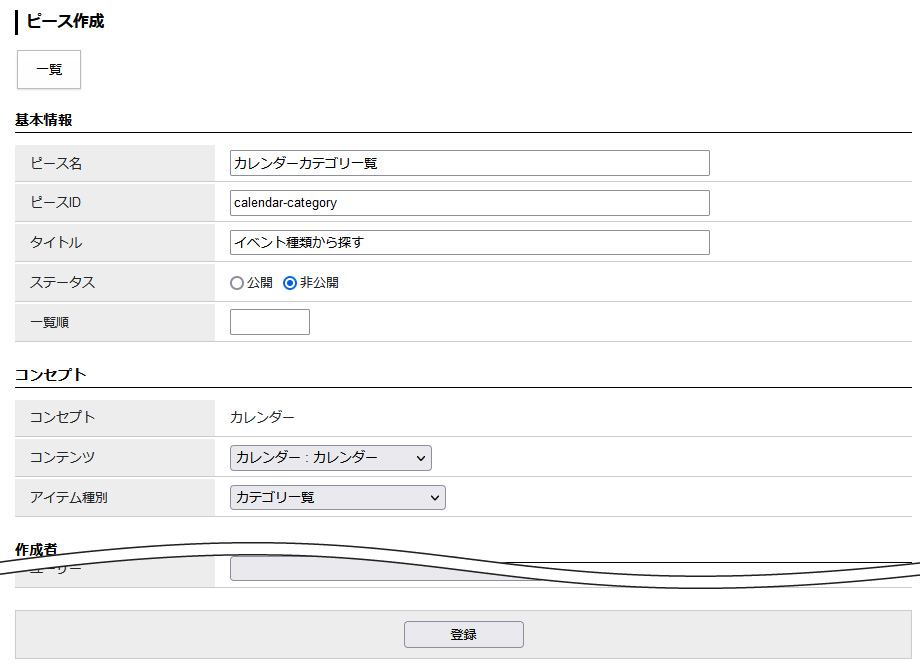 ピース作成
一覧
基本情報
ピース名 カレンダーカテゴリ一覧
ピースID calendar-category
タイトル イベント種類から探す
ステータス 公開 非公開
一覧順
コンセプト
コンセプト カレンダー
コンテンツ カレンダー : カレンダー
アイテム種別 カテゴリ一覧
作成者
登録